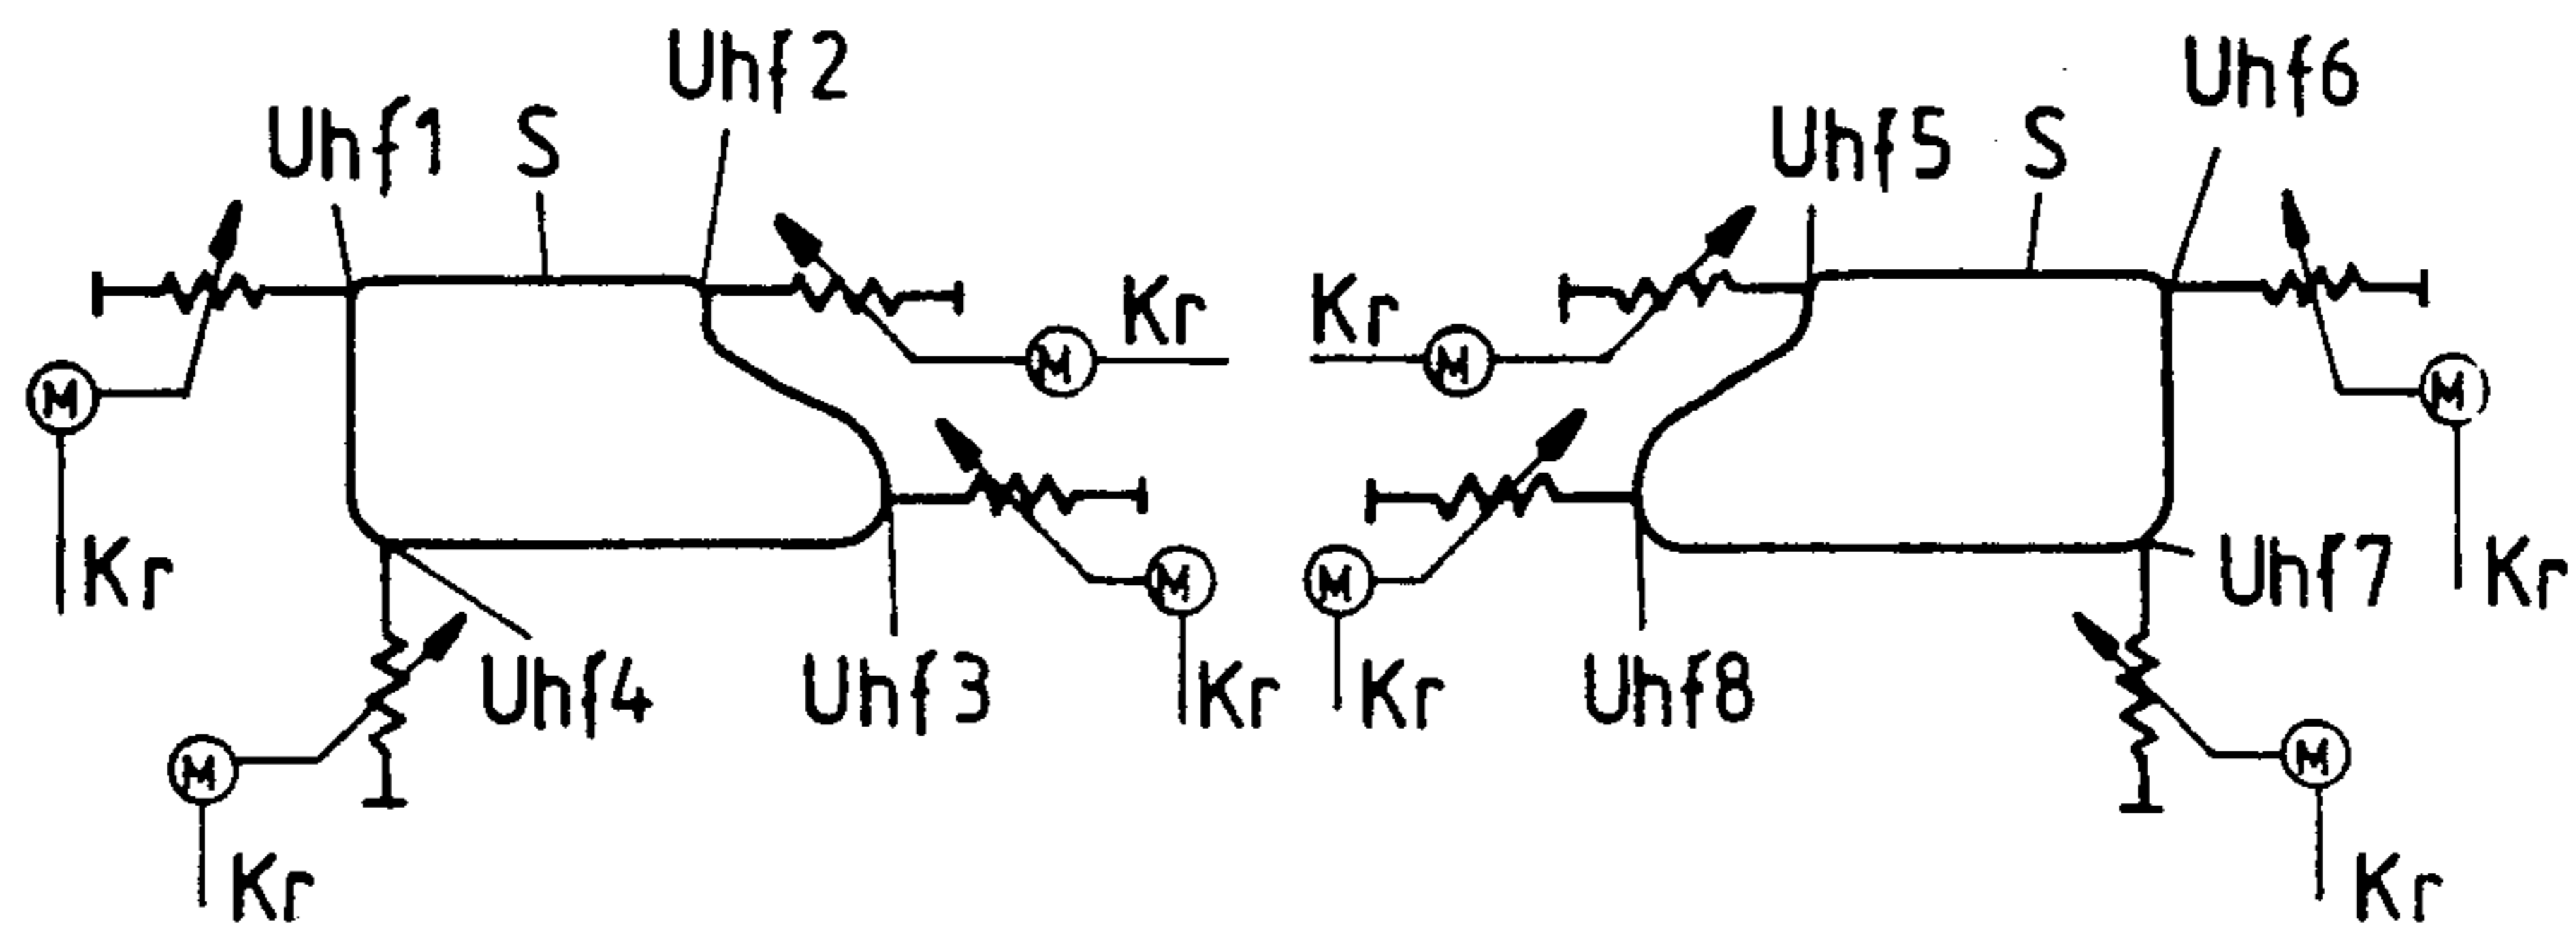 Uhf1 S Uhf2 Uhf5 S Uhf6
Kr Kr
M M M M
M M
Kr Uhf7 Kr
Uhf4 Uhf3 Kr Kr Uhf8
M M
Kr Kr